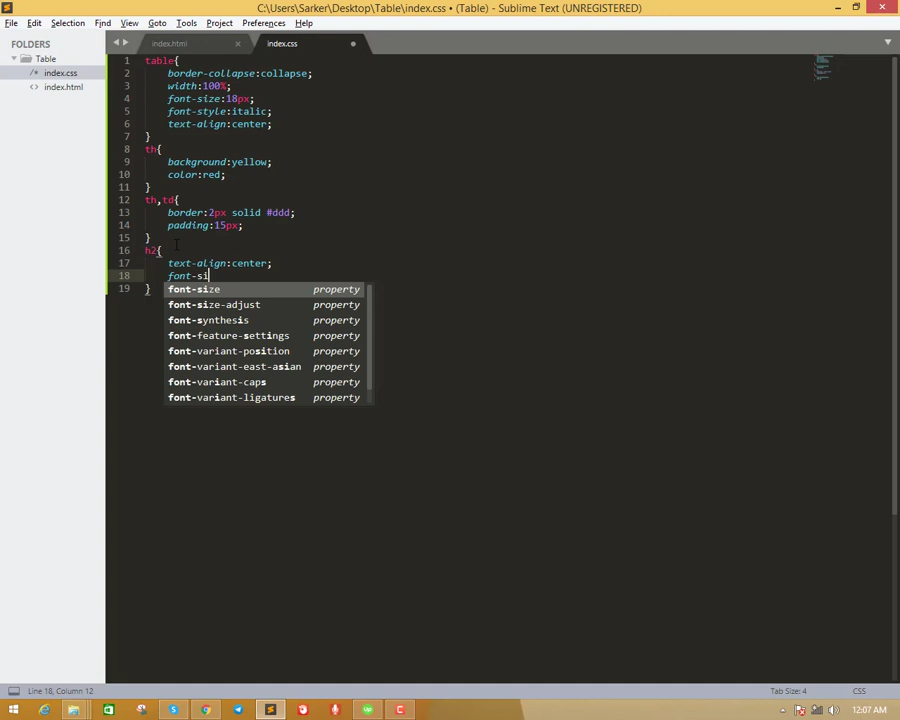 C:\Users\Sarker\Desktop\Table\index.css • (Table) - Sublime Text (UNREGISTERED)
File Edit Selection Find View Goto Tools Project Preferences Help
FOLDERS
Table
/* index.css
<> index.html
index.html
index.css
1 table{
2 border-collapse:collapse;
3 width:100%;
4 font-size:18px;
5 font-style:italic;
6 text-align:center;
7 }
8 th{
9 background:yellow;
10 color:red;
11 }
12 th,td{
13 border:2px solid #ddd;
14 padding:15px;
15 }
16 h2{
17 text-align:center;
18 font-si
19 }
font-size property
font-size-adjust property
font-synthesis property
font-feature-settings property
font-variant-position property
font-variant-east-asian property
font-variant-caps property
font-variant-ligatures property
Line 18, Column 12
Tab Size: 4
CSS
12:07 AM